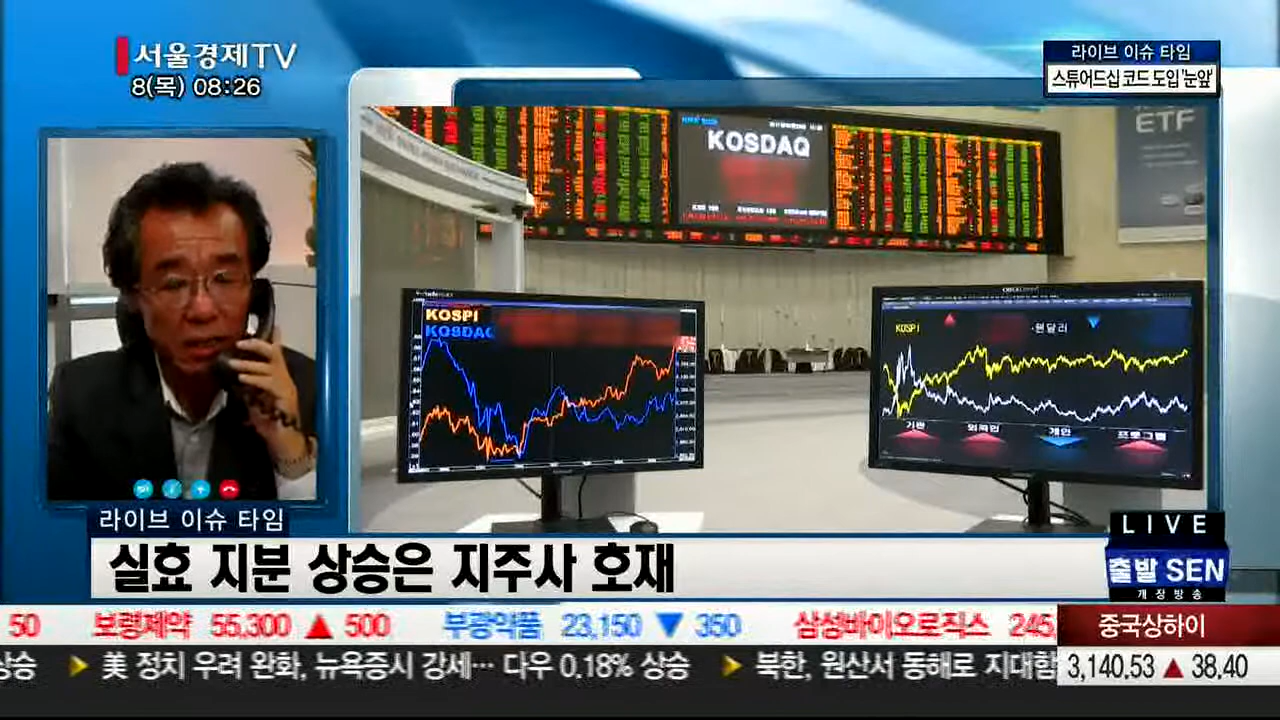 서울경제TV
8(목) 08:26
라이브 이슈 타임
스튜어드십 코드 도입 '눈앞'
ETF
KOSDAQ
KOSPI
KOSDAQ
KOSPI
·원달러
기관
외국인
개인
프로그램
라이브 이슈 타임
실효 지분 상승은 지주사 호재
LIVE
출발 SEN
개장방송
50 보령제약 55,300 ▲ 500 부광약품 23,150 ▼ 350 삼성바이오로직스 245,
중국상하이
상승 ▶ 美 정치 우려 완화, 뉴욕증시 강세… 다우 0.18% 상승 ▶ 북한, 원산서 동해로 지대함
3,140.53 ▲ 38.40